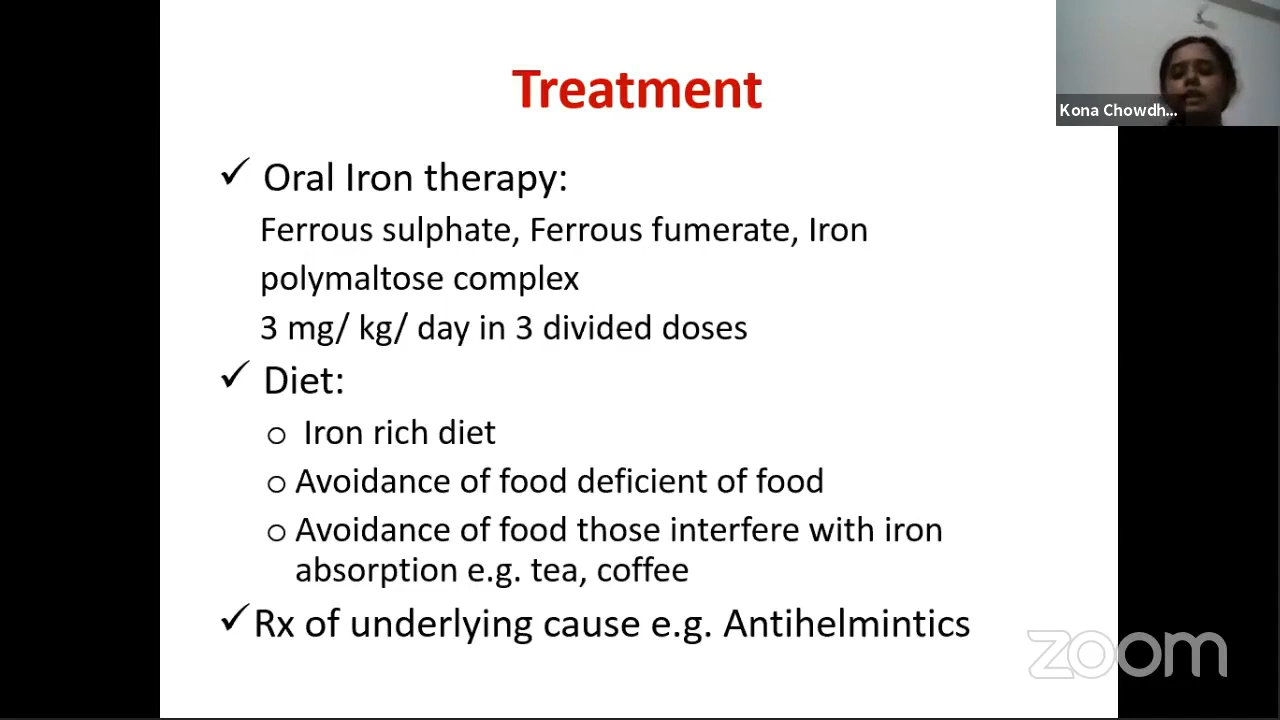 Treatment
Kona Chowdh...
✓ Oral Iron therapy:
Ferrous sulphate, Ferrous fumerate, Iron
polymaltose complex
3 mg/ kg/ day in 3 divided doses
✓ Diet:
o Iron rich diet
o Avoidance of food deficient of food
o Avoidance of food those interfere with iron
absorption e.g. tea, coffee
✓Rx of underlying cause e.g. Antihelmintics
zoom